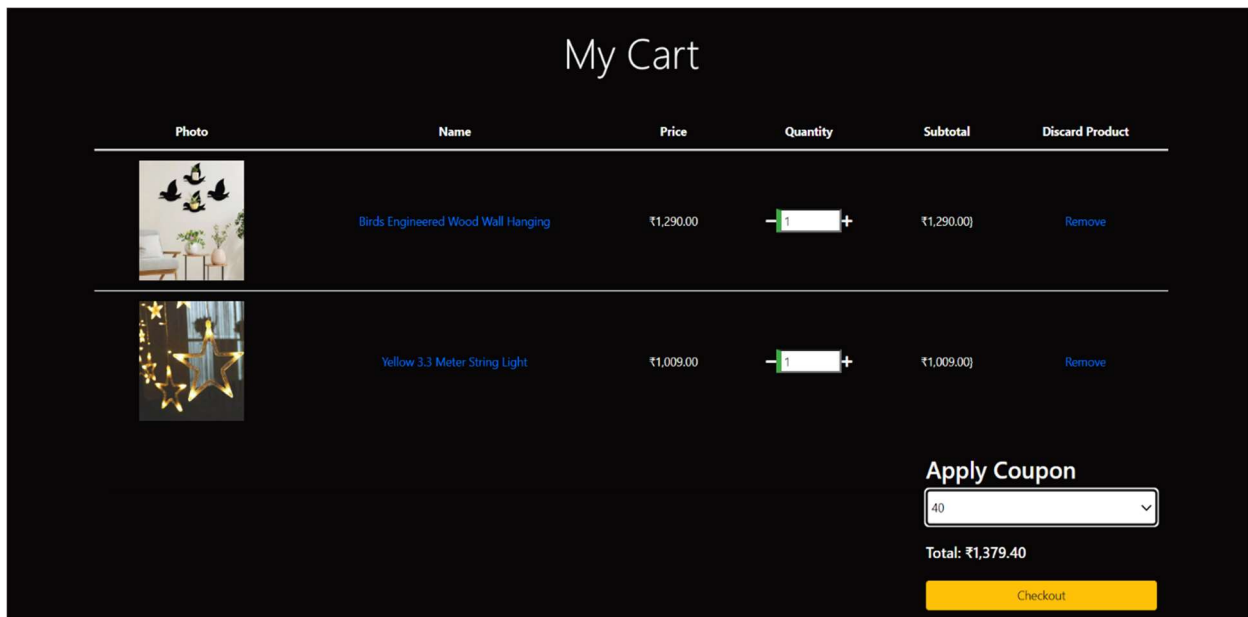 My Cart
Photo Name Price Quantity Subtotal Discard Product
Birds Engineered Wood Wall Hanging ₹1,290.00 1 ₹1,290.00} Remove
Yellow 3.3 Meter String Light ₹1,009.00 1 ₹1,009.00} Remove
Apply Coupon
40
Total: ₹1,379.40
Checkout